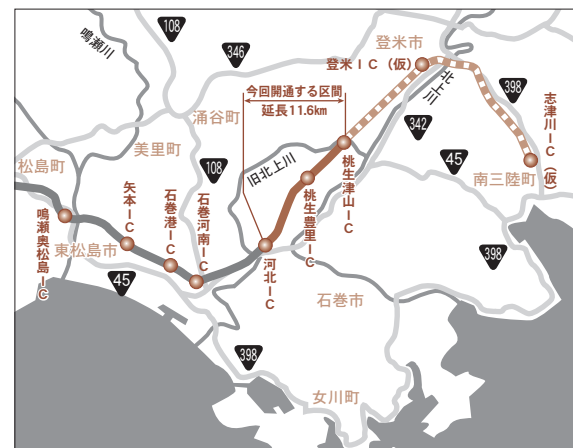 鳴瀬川
108
346
登米市
登米ＩＣ（仮）
北上川
398
志津川ＩＣ（仮）
今回開通する区間
延長11.6km
涌谷町
342
美里町
108
旧北上川
45
桃生津山ＩＣ
桃生豊里ＩＣ
南三陸町
松島町
矢本ＩＣ
石巻港ＩＣ
石巻河南ＩＣ
鳴瀬奥松島ＩＣ
東松島市
河北ＩＣ
45
石巻市
398
398
女川町